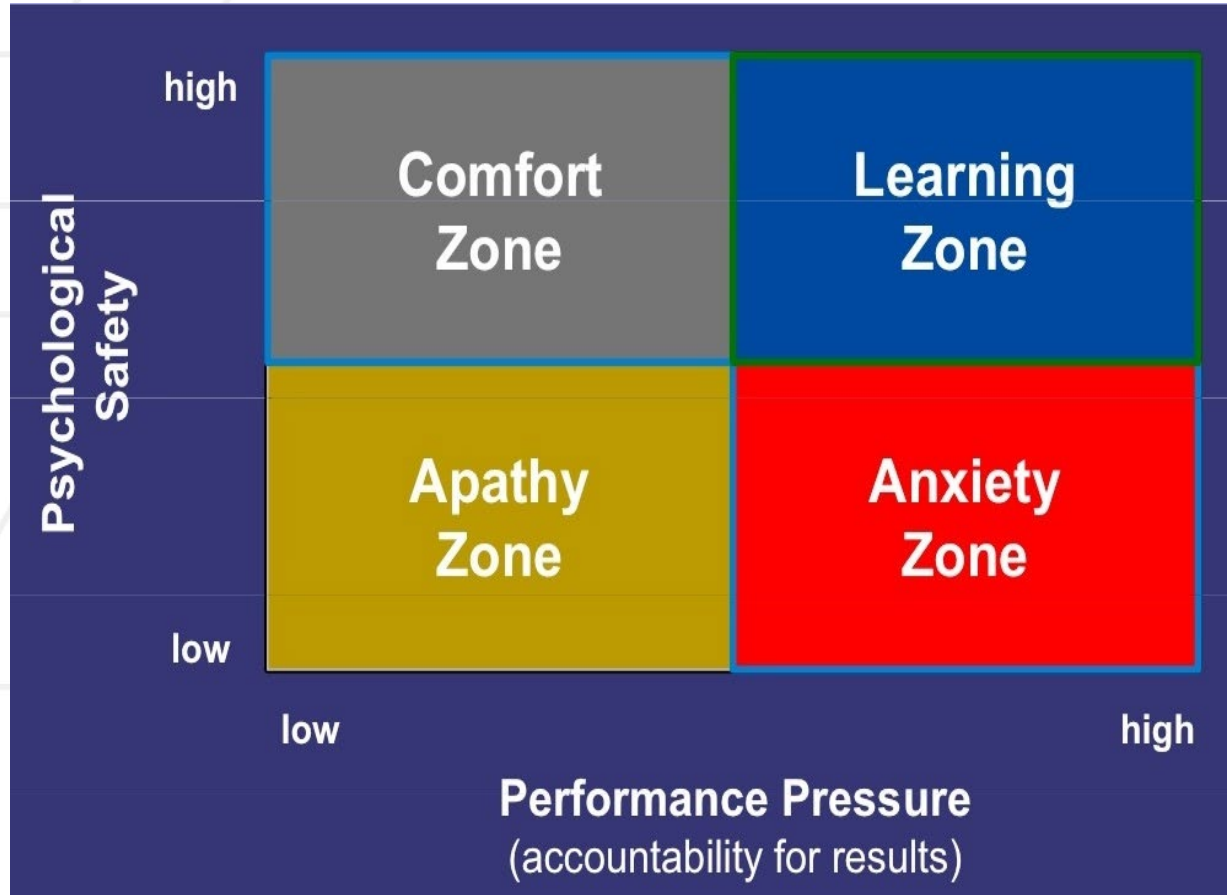 high
Comfort
Zone
Learning
Zone
Psychological
Safety
Apathy
Zone
Anxiety
Zone
low
low
high
Performance Pressure
(accountability for results)